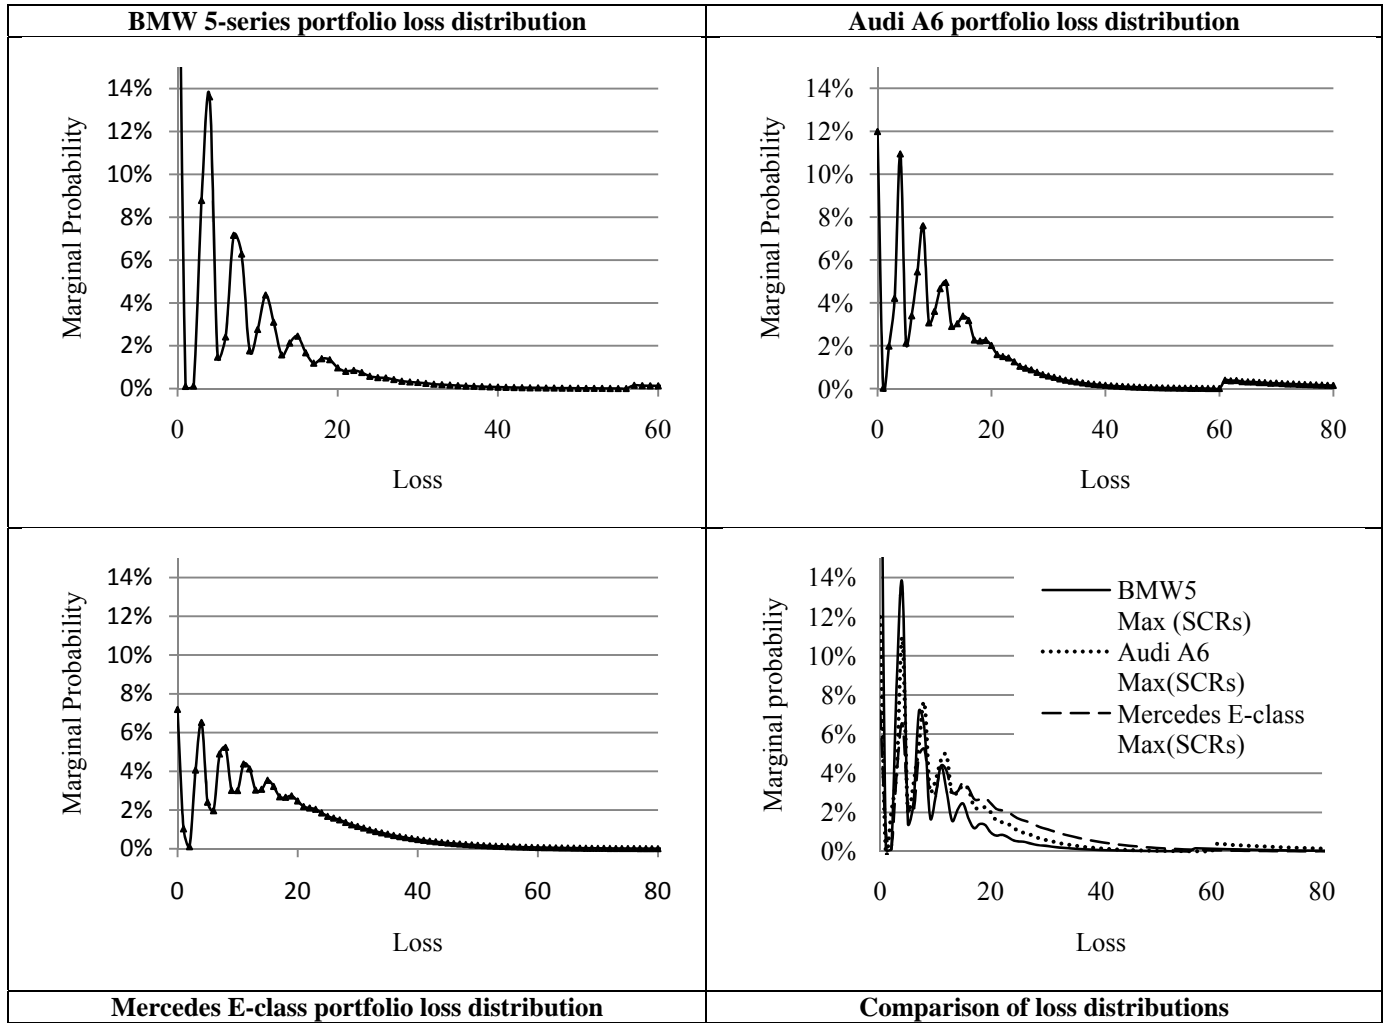 BMW 5-series portfolio loss distribution
Marginal Probability
14%
12%
10%
8%
6%
4%
2%
0%
0 20 40 60
Loss
Audi A6 portfolio loss distribution
Marginal Probability
14%
12%
10%
8%
6%
4%
2%
0%
0 20 40 60 80
Loss
Marginal Probability
14%
12%
10%
8%
6%
4%
2%
0%
0 20 40 60 80
Loss
Mercedes E-class portfolio loss distribution
Marginal probability
14%
12%
10%
8%
6%
4%
2%
0%
0 20 40 60 80
Loss
BMW5
Max (SCRs)
Audi A6
Max(SCRs)
Mercedes E-class
Max(SCRs)
Comparison of loss distributions